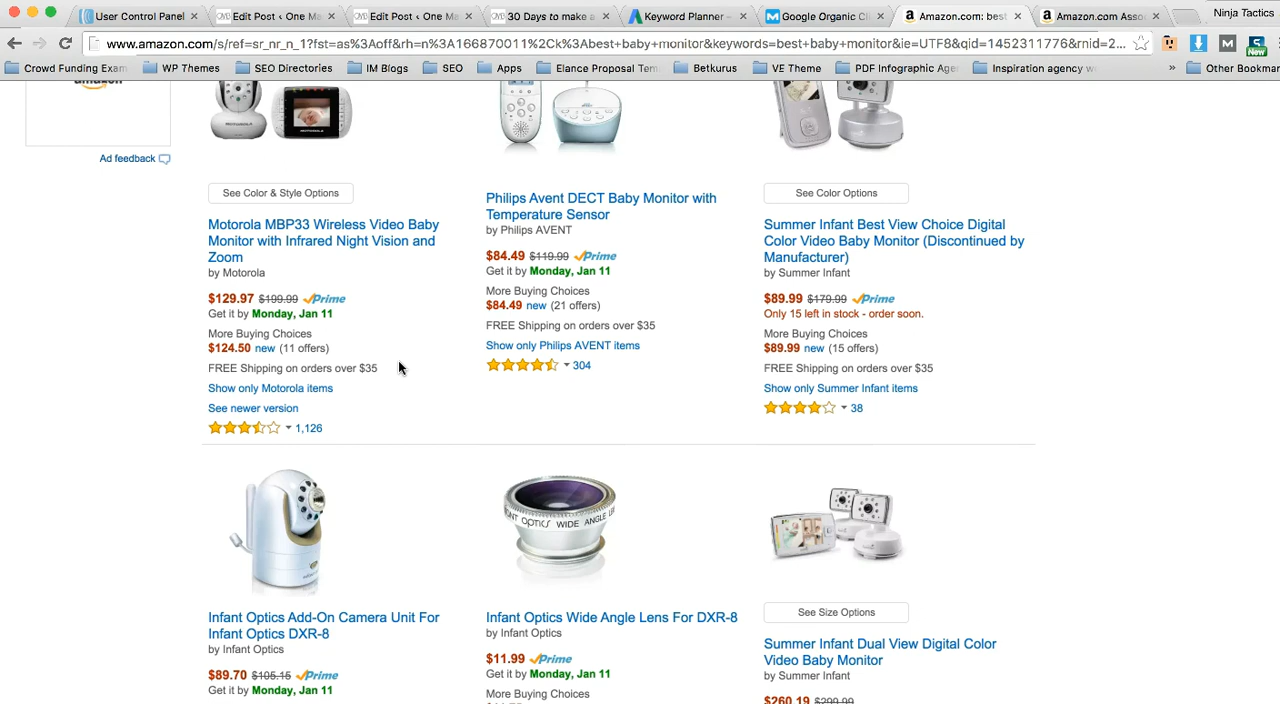 User Control Panel
Edit Post ‹ One Ma
Edit Post ‹ One Ma
30 Days to make a
Keyword Planner –
Google Organic Cl
Amazon.com: best
Amazon.com Asso
Ninja Tactics
www.amazon.com/s/ref=sr_nr_n_1?fst=as%3Aoff&rh=n%3A166870011%2Ck%3Abest+baby+monitor&keywords=best+baby+monitor&ie=UTF8&qid=1452311776&rnid=2...
M
New
Crowd Funding Exam
WP Themes
SEO Directories
IM Blogs
SEO
Apps
Elance Proposal Tem
Betkurus
VE Them
PDF Infographic Age
Inspiration agency w
»
Other Bookmar
amazon
Ad feedback
See Color & Style Options
Motorola MBP33 Wireless Video Baby
Monitor with Infrared Night Vision and
Zoom
by Motorola
$129.97 $199.99 Prime
Get it by Monday, Jan 11
More Buying Choices
$124.50 new (11 offers)
FREE Shipping on orders over $35
Show only Motorola items
See newer version
1,126
Philips Avent DECT Baby Monitor with
Temperature Sensor
by Philips AVENT
$84.49 $119.99 Prime
Get it by Monday, Jan 11
More Buying Choices
$84.49 new (21 offers)
FREE Shipping on orders over $35
Show only Philips AVENT items
304
See Color Options
Summer Infant Best View Choice Digital
Color Video Baby Monitor (Discontinued by
Manufacturer)
by Summer Infant
$89.99 $179.99 Prime
Only 15 left in stock - order soon.
More Buying Choices
$89.99 new (15 offers)
FREE Shipping on orders over $35
Show only Summer Infant items
38
Infant Optics Add-On Camera Unit For
Infant Optics DXR-8
by Infant Optics
$89.70 $105.15 Prime
Get it by Monday, Jan 11
OPTICS WIDE ANGLE
Infant Optics Wide Angle Lens For DXR-8
by Infant Optics
$11.99 Prime
Get it by Monday, Jan 11
More Buying Choices
See Size Options
Summer Infant Dual View Digital Color
Video Baby Monitor
by Summer Infant
$260.19 $299.99